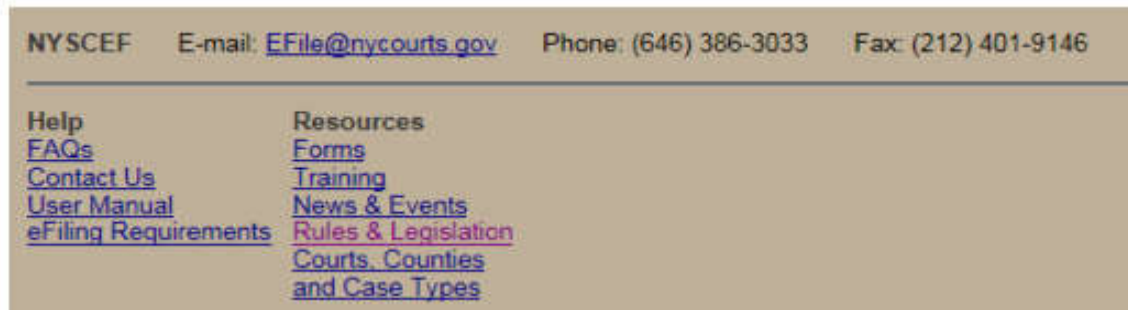 NYSCEF E-mail: EFile@nycourts.gov Phone: (646) 386-3033 Fax: (212) 401-9146
Help
FAQs
Contact Us
User Manual
eFiling Requirements
Resources
Forms
Training
News & Events
Rules & Legislation
Courts, Counties
and Case Types